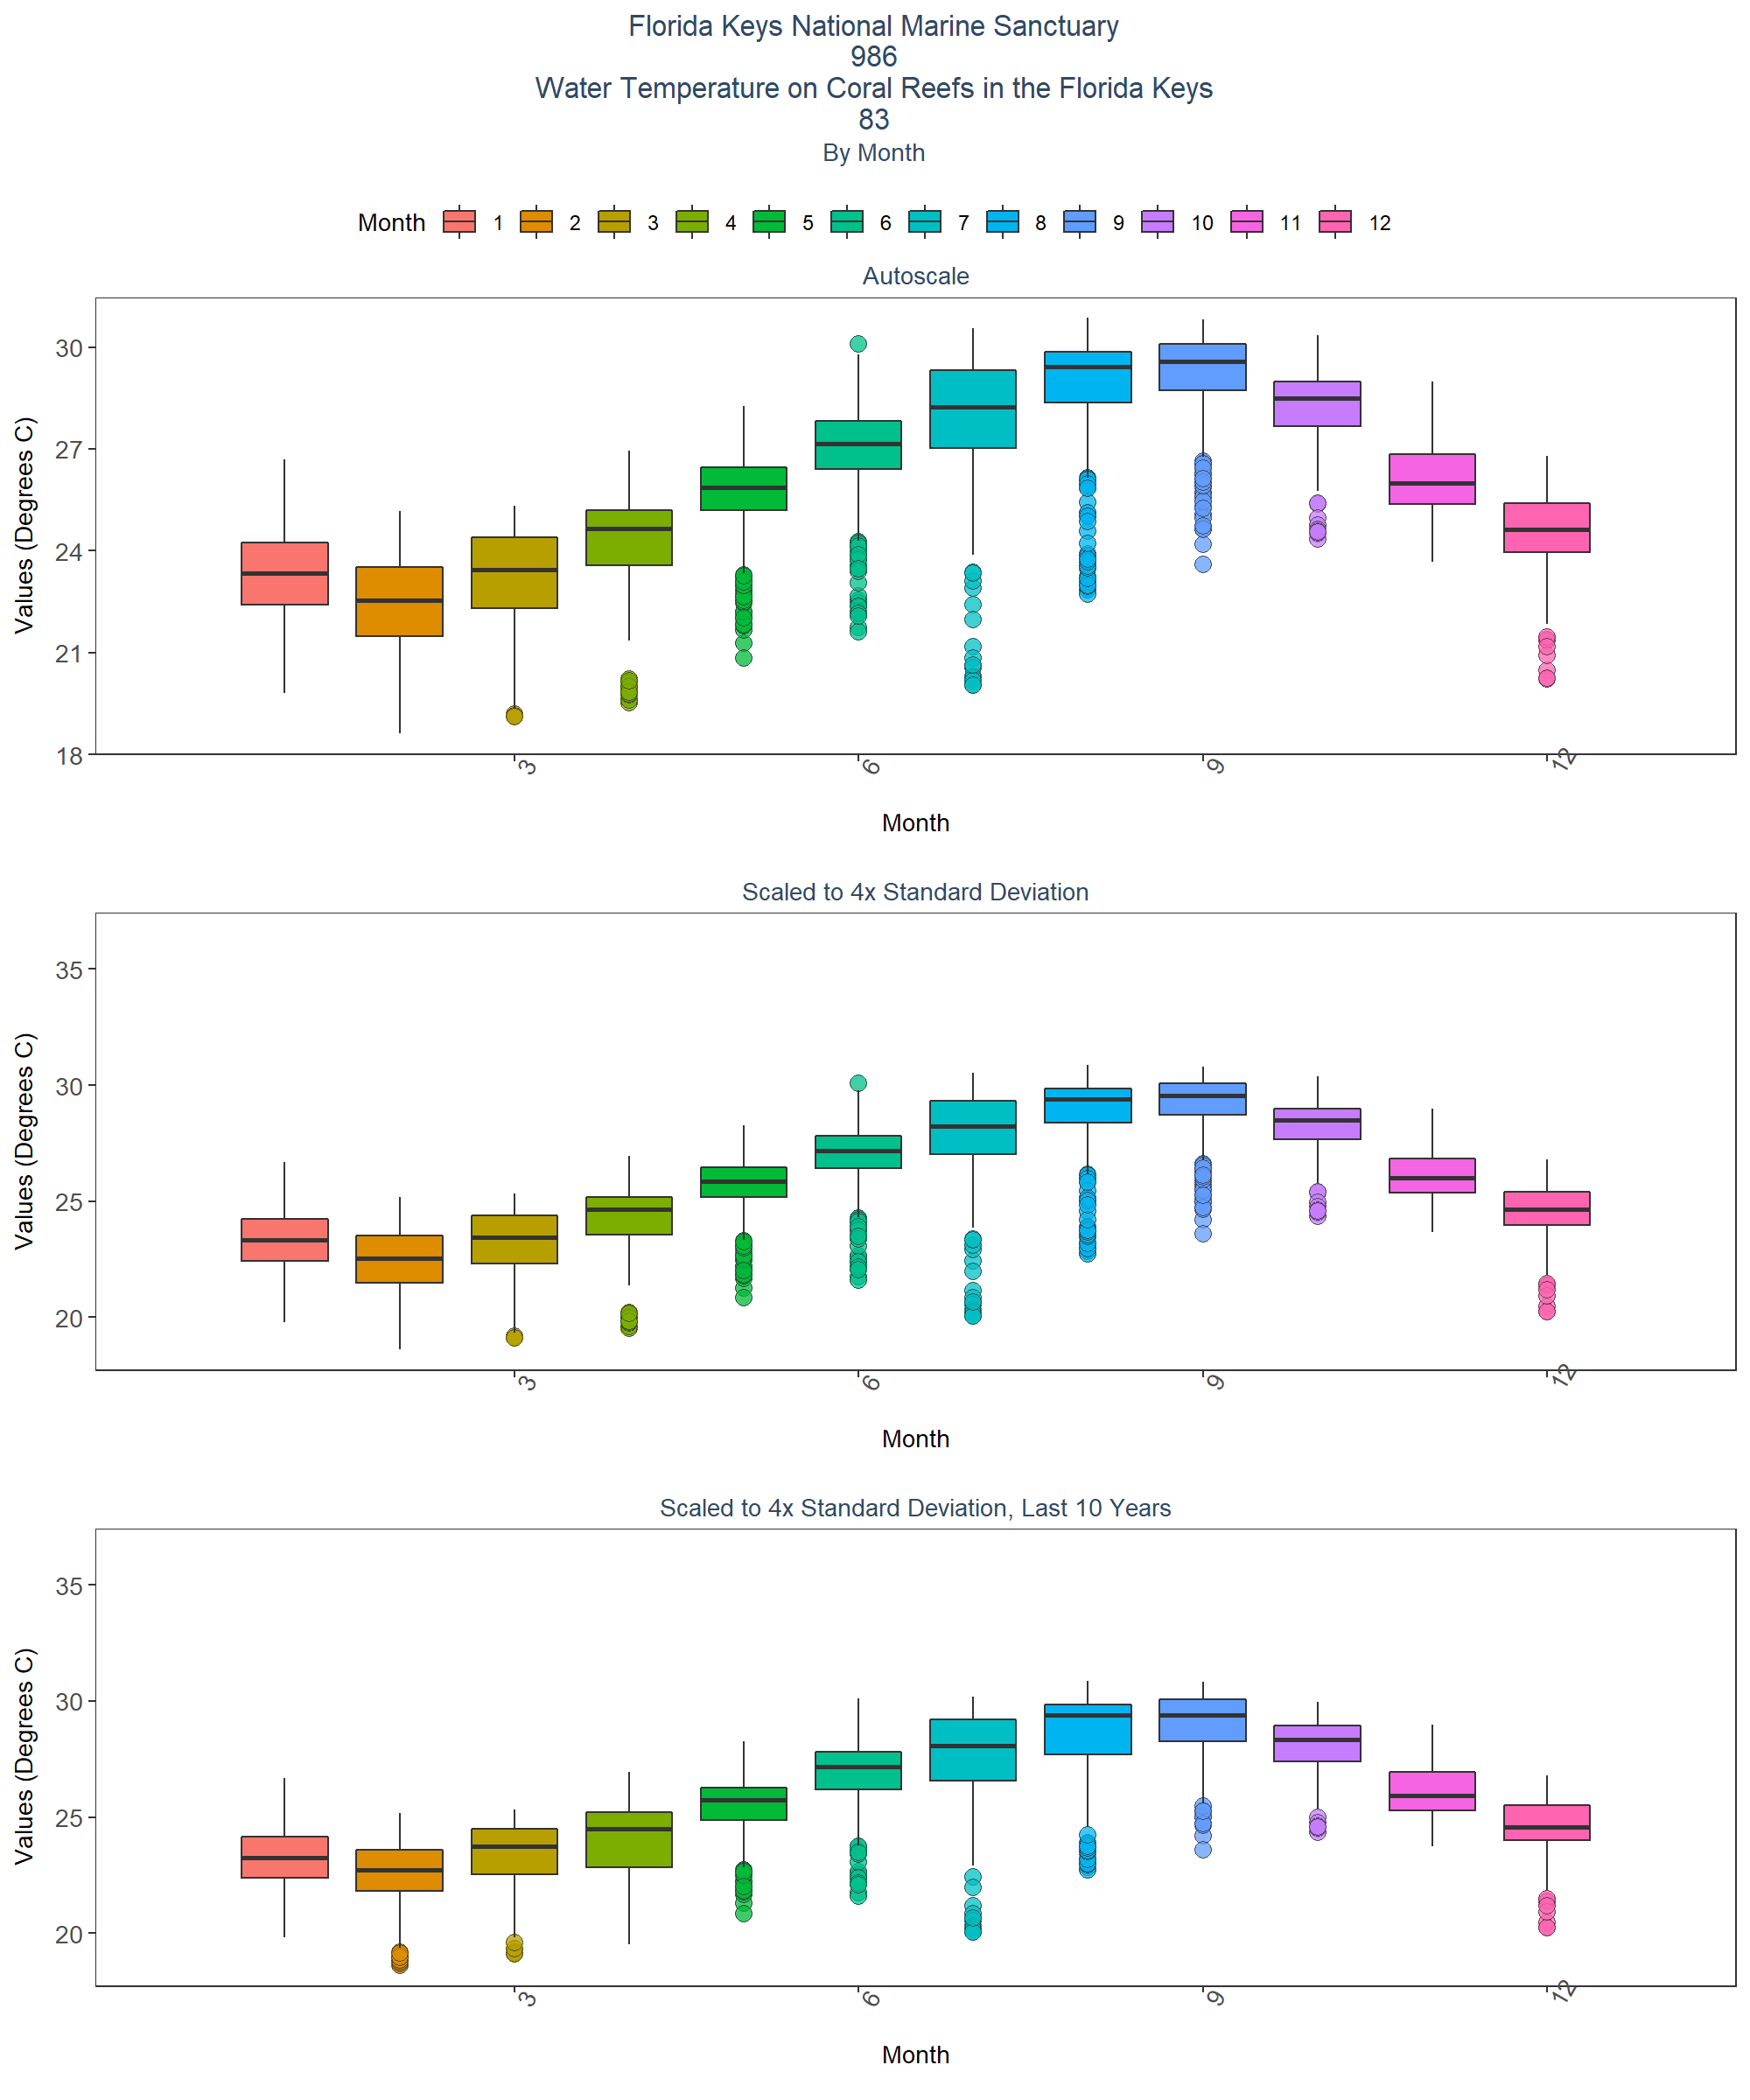 Florida Keys National Marine Sanctuary
986
Water Temperature on Coral Reefs in the Florida Keys
83
By Month
Month 1 2 3 4 5 6 7 8 9 10 11 12
Autoscale
Values (Degrees C)
30
27
24
21
18
3 6 9 12
Month
Scaled to 4x Standard Deviation
Values (Degrees C)
35
30
25
20
3 6 9 12
Month
Scaled to 4x Standard Deviation, Last 10 Years
Values (Degrees C)
35
30
25
20
3 6 9 12
Month